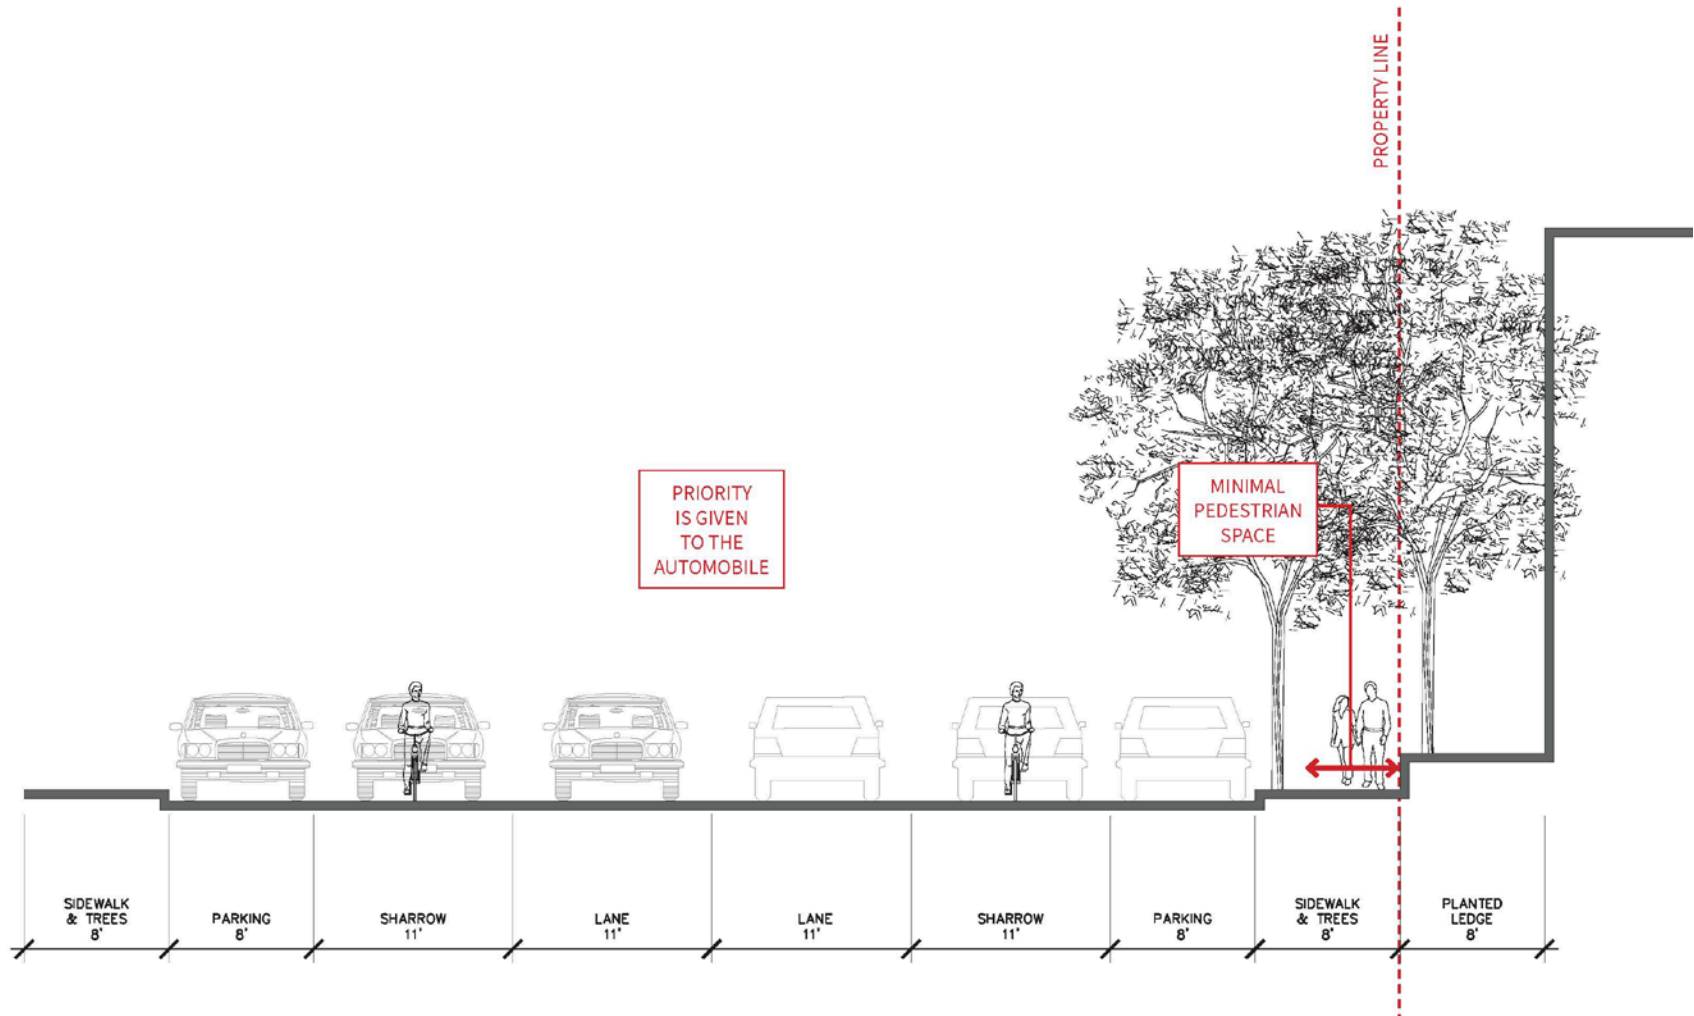 PROPERTY LINE
PRIORITY
IS GIVEN
TO THE
AUTOMOBILE
MINIMAL
PEDESTRIAN
SPACE
SIDEWALK
& TREES
8'
PARKING
8'
SHARROW
11'
LANE
11'
LANE
11'
SHARROW
11'
PARKING
8'
SIDEWALK
& TREES
8'
PLANTED
LEDGE
8'